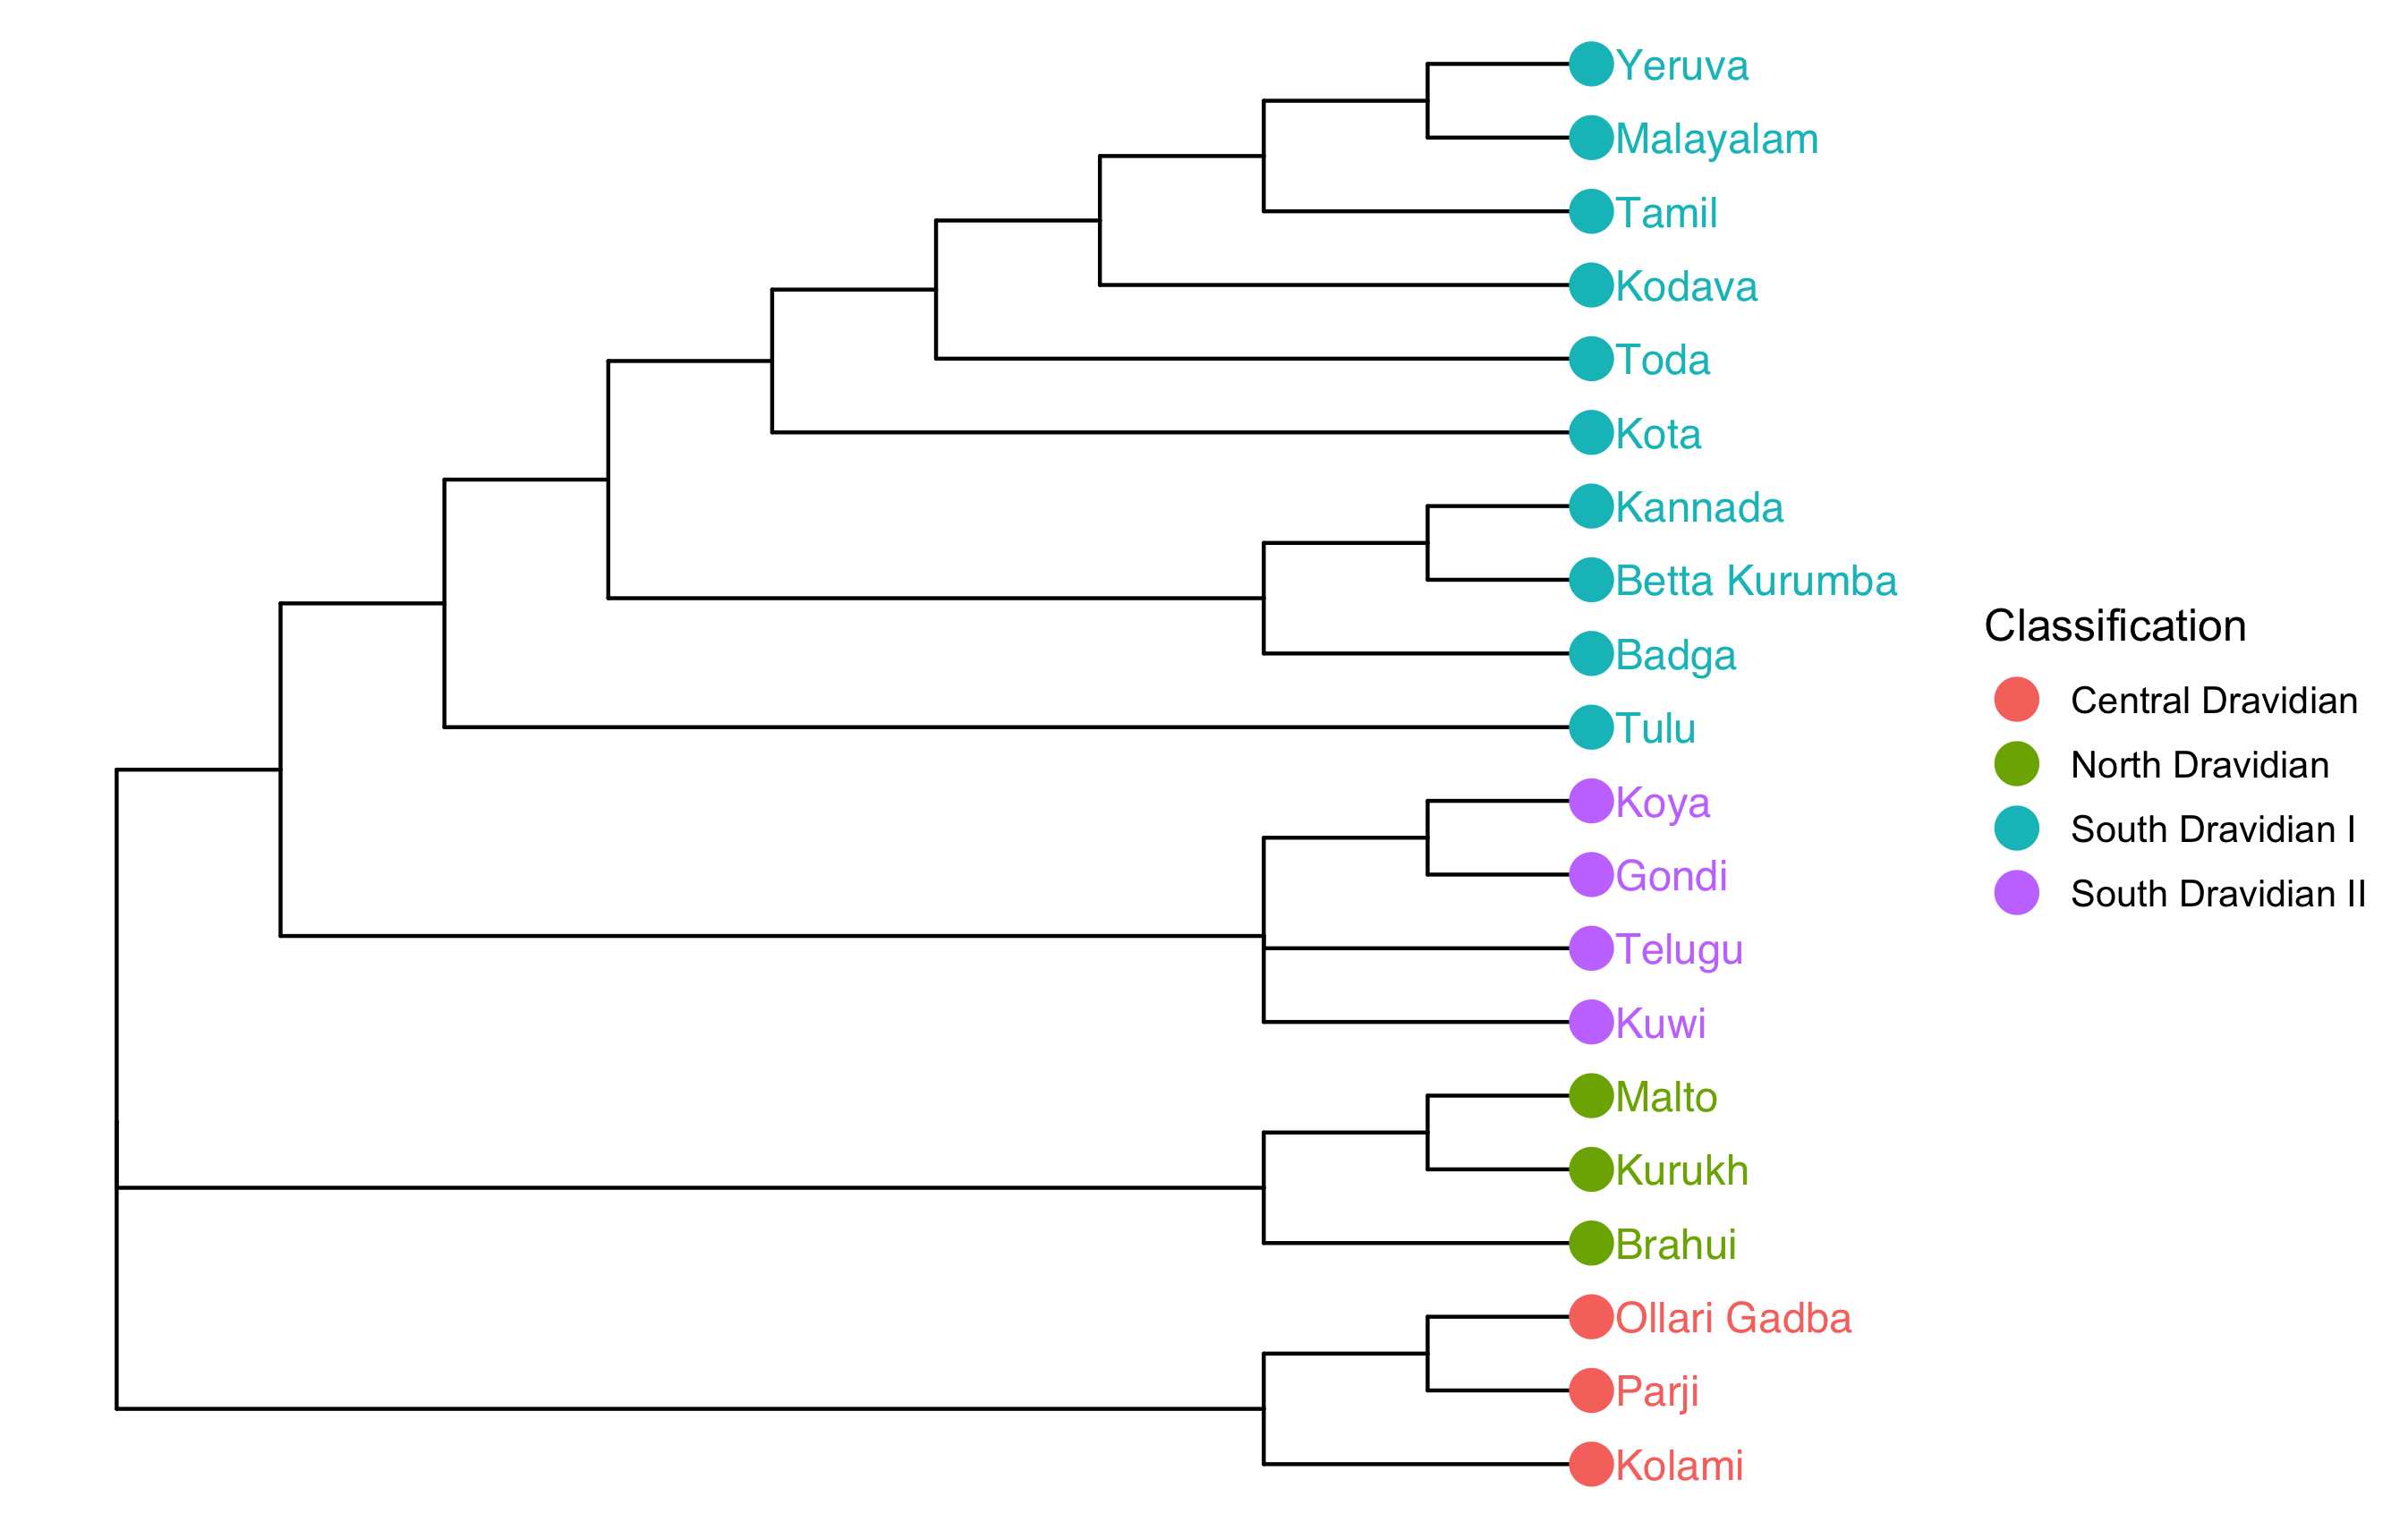 Yeruva
Malayalam
Tamil
Kodava
Toda
Kota
Kannada
Betta Kurumba
Badga
Tulu
Koya
Gondi
Telugu
Kuwi
Malto
Kurukh
Brahui
Ollari Gadba
Parji
Kolami
Classification
Central Dravidian
North Dravidian
South Dravidian I
South Dravidian II